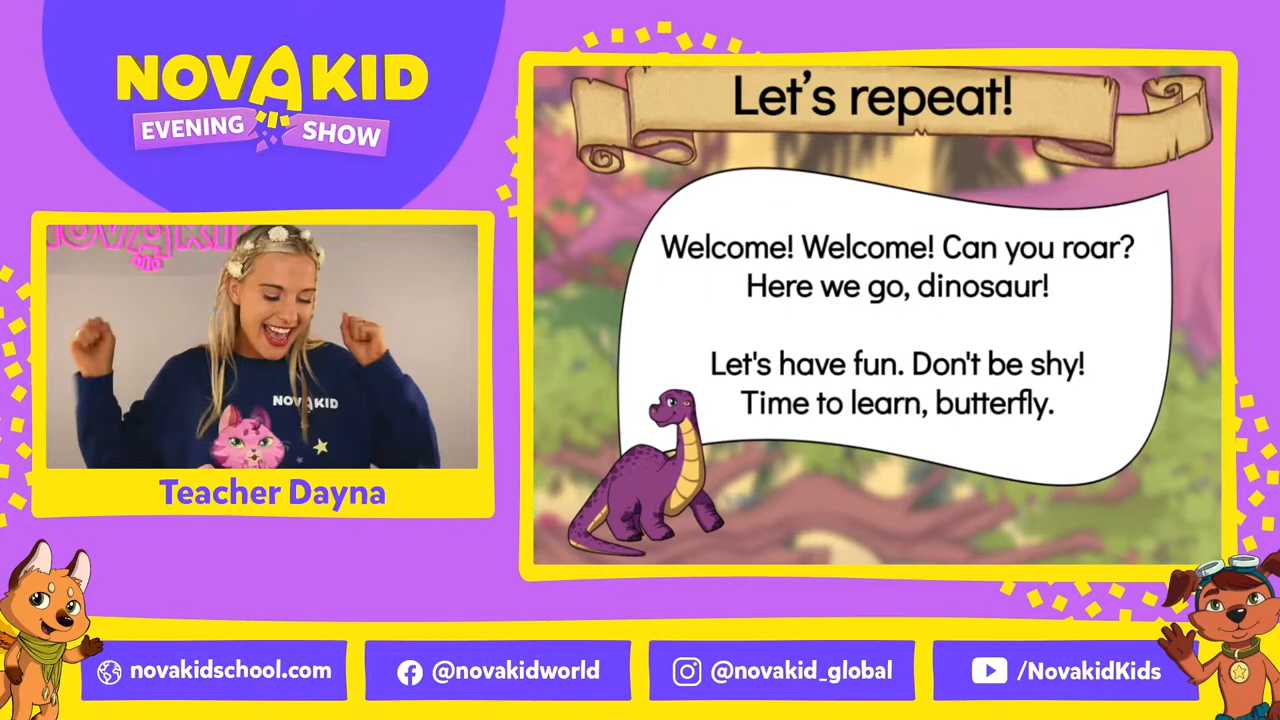 NOVAKID
EVENING SHOW
NOVAKID
NOVAKID
Teacher Dayna
Let's repeat!
Welcome! Welcome! Can you roar?
Here we go, dinosaur!
Let's have fun. Don't be shy!
Time to learn, butterfly.
novakidschool.com
@novakidworld
@novakid_global
/NovakidKids